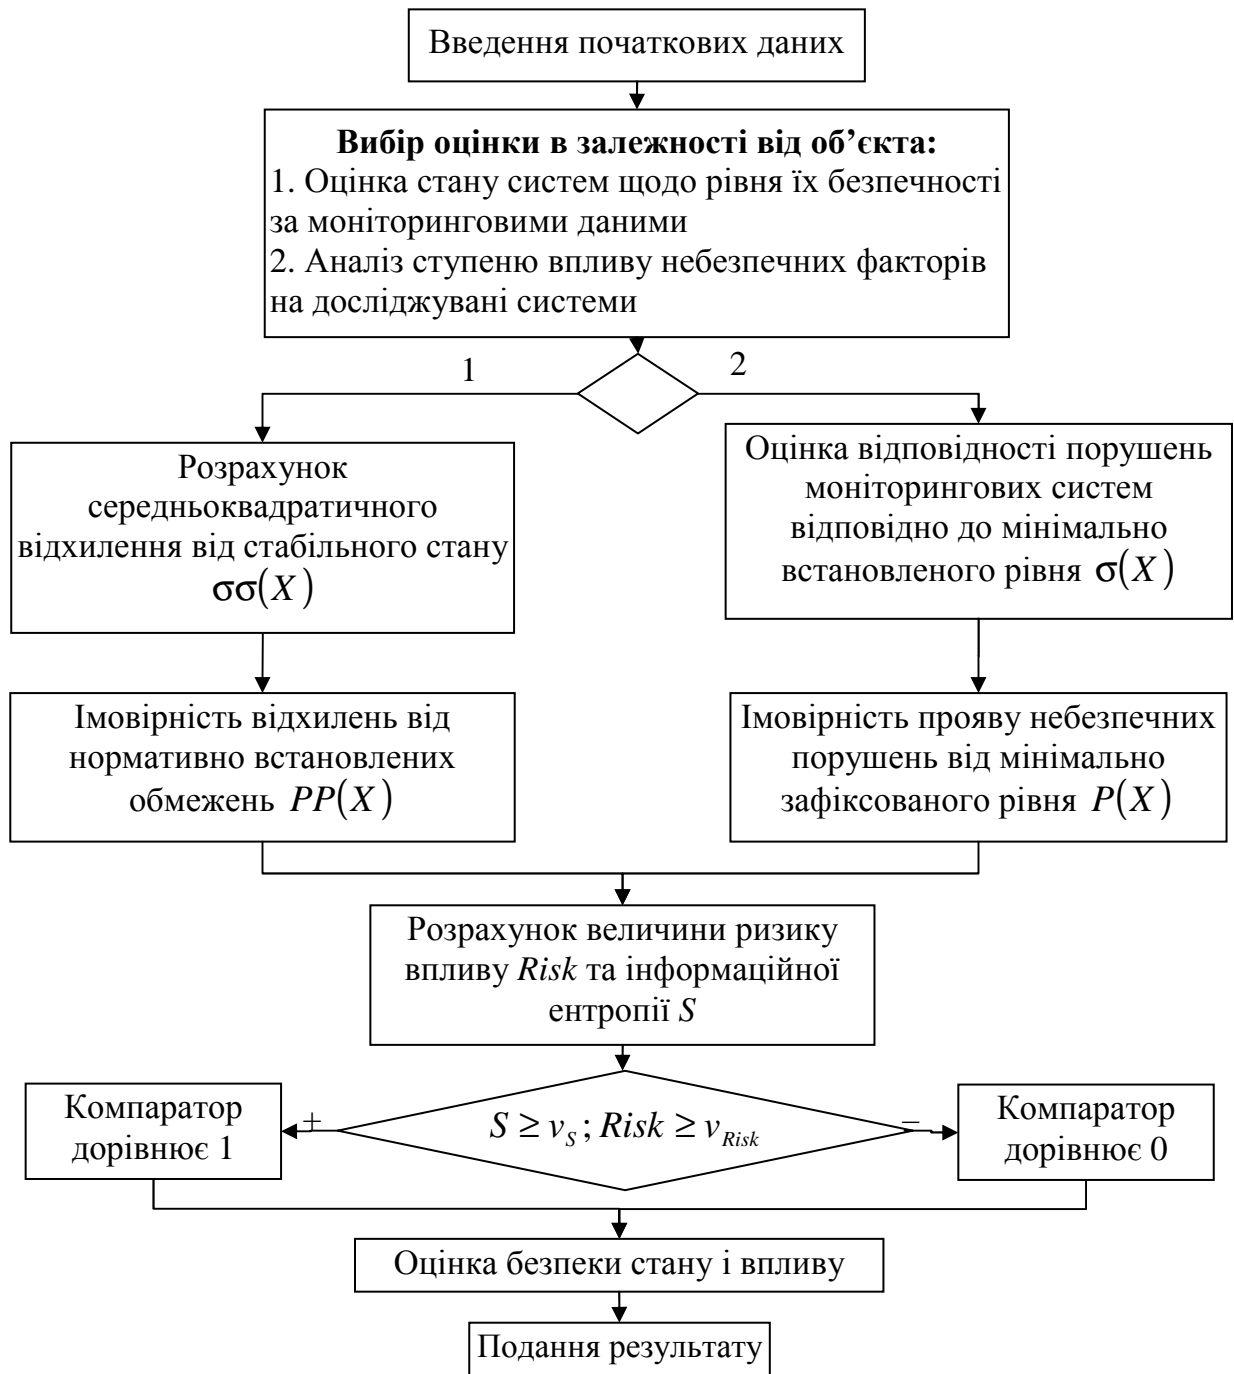 Введення початкових даних
Вибір оцінки в залежності від об’єкта:
1. Оцінка стану систем щодо рівня їх безпечності
за моніторинговими даними
2. Аналіз ступеню впливу небезпечних факторів
на досліджувані системи
1
2
Розрахунок
середньоквадратичного
відхилення від стабільного стану
σσ(X)
Оцінка відповідності порушень
моніторингових систем
відповідно до мінімально
встановленого рівня σ(X)
Імовірність відхилень від
нормативно встановлених
обмежень PP(X)
Імовірність прояву небезпечних
порушень від мінімально
зафіксованого рівня P(X)
Розрахунок величини ризику
впливу Risk та інформаційної
ентропії S
Компаратор
дорівнює 1
+
S ≥ v_S; Risk ≥ v_Risk
–
Компаратор
дорівнює 0
Оцінка безпеки стану і впливу
Подання результату